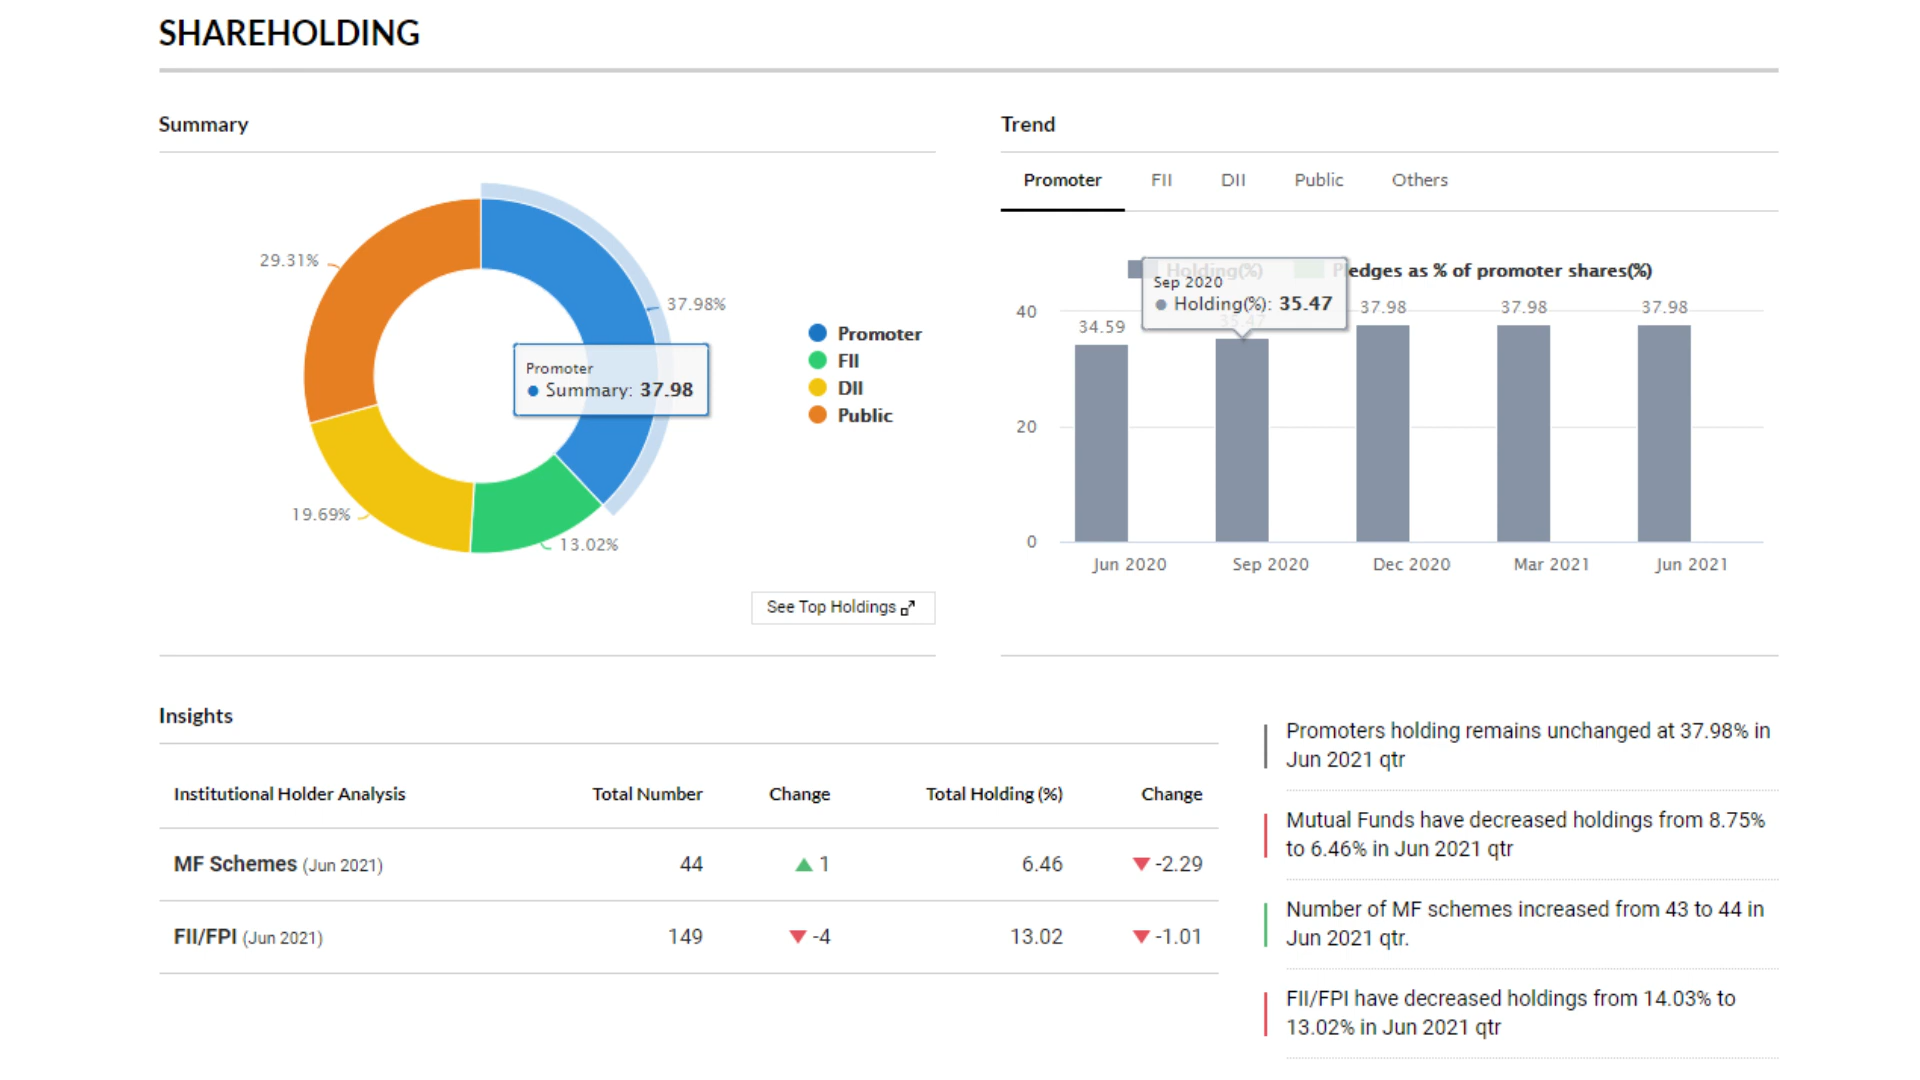 SHAREHOLDING
Summary
29.31%
37.98%
19.69%
13.02%
Promoter
Summary: 37.98
Promoter
FII
DII
Public
See Top Holdings
Trend
Promoter FII DII Public Others
Holding(%) Pledges as % of promoter shares(%)
Sep 2020
Holding(%): 35.47
40
20
0
34.59 35.47 37.98 37.98 37.98
Jun 2020 Sep 2020 Dec 2020 Mar 2021 Jun 2021
Insights
Institutional Holder Analysis Total Number Change Total Holding (%) Change
MF Schemes (Jun 2021) 44 1 6.46 -2.29
FII/FPI (Jun 2021) 149 -4 13.02 -1.01
Promoters holding remains unchanged at 37.98% in
Jun 2021 qtr
Mutual Funds have decreased holdings from 8.75%
to 6.46% in Jun 2021 qtr
Number of MF schemes increased from 43 to 44 in
Jun 2021 qtr.
FII/FPI have decreased holdings from 14.03% to
13.02% in Jun 2021 qtr